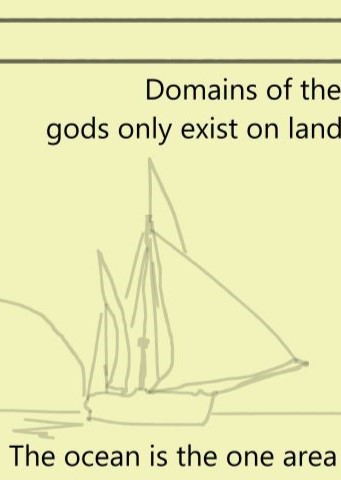 Domains of the
gods only exist on land
The ocean is the one area